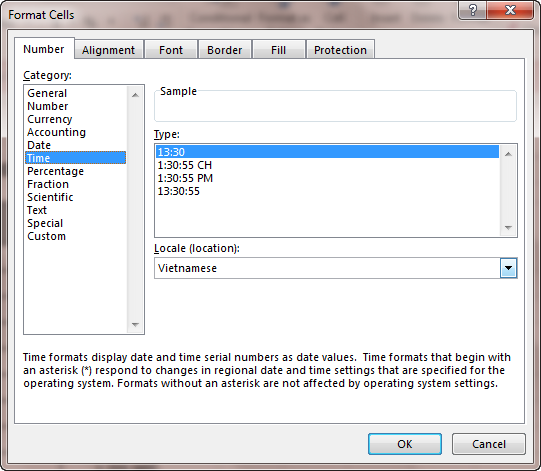 Format Cells
Number
Alignment
Font
Border
Fill
Protection
Category:
General
Number
Currency
Accounting
Date
Time
Percentage
Fraction
Scientific
Text
Special
Custom
Sample
Type:
13:30
1:30:55 CH
1:30:55 PM
13:30:55
Locale (location):
Vietnamese
Time formats display date and time serial numbers as date values.  Time formats that begin with
an asterisk (*) respond to changes in regional date and time settings that are specified for the
operating system. Formats without an asterisk are not affected by operating system settings.
OK
Cancel